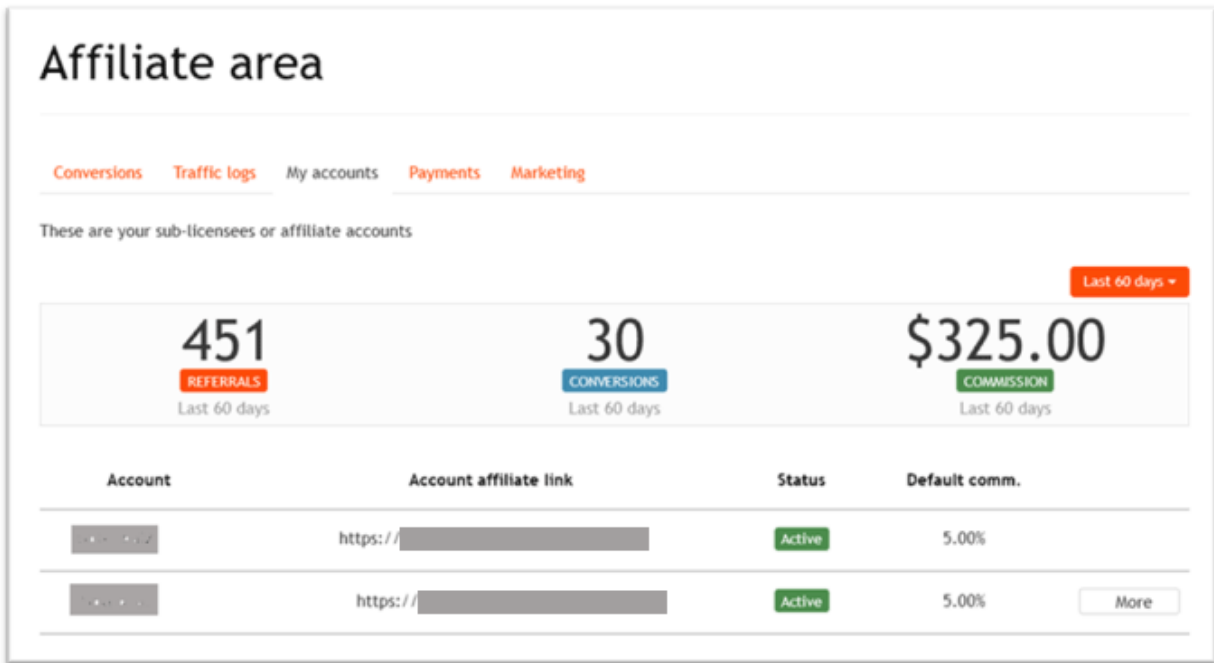 Affiliate area
Conversions Traffic logs My accounts Payments Marketing
These are your sub-licensees or affiliate accounts
Last 60 days
451 30 $325.00
REFERRALS CONVERSIONS COMMISSION
Last 60 days Last 60 days Last 60 days
Account Account affiliate link Status Default comm.
https:// Active 5.00%
https:// Active 5.00% More